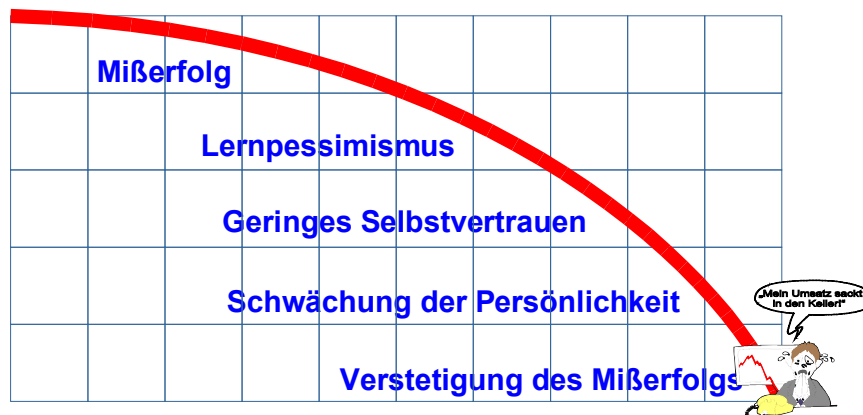 Mißerfolg
Lernpessimismus
Geringes Selbstvertrauen
Schwächung der Persönlichkeit
„Mein Umsatz sackt
in den Keller!“
Verstetigung des Mißerfolgs